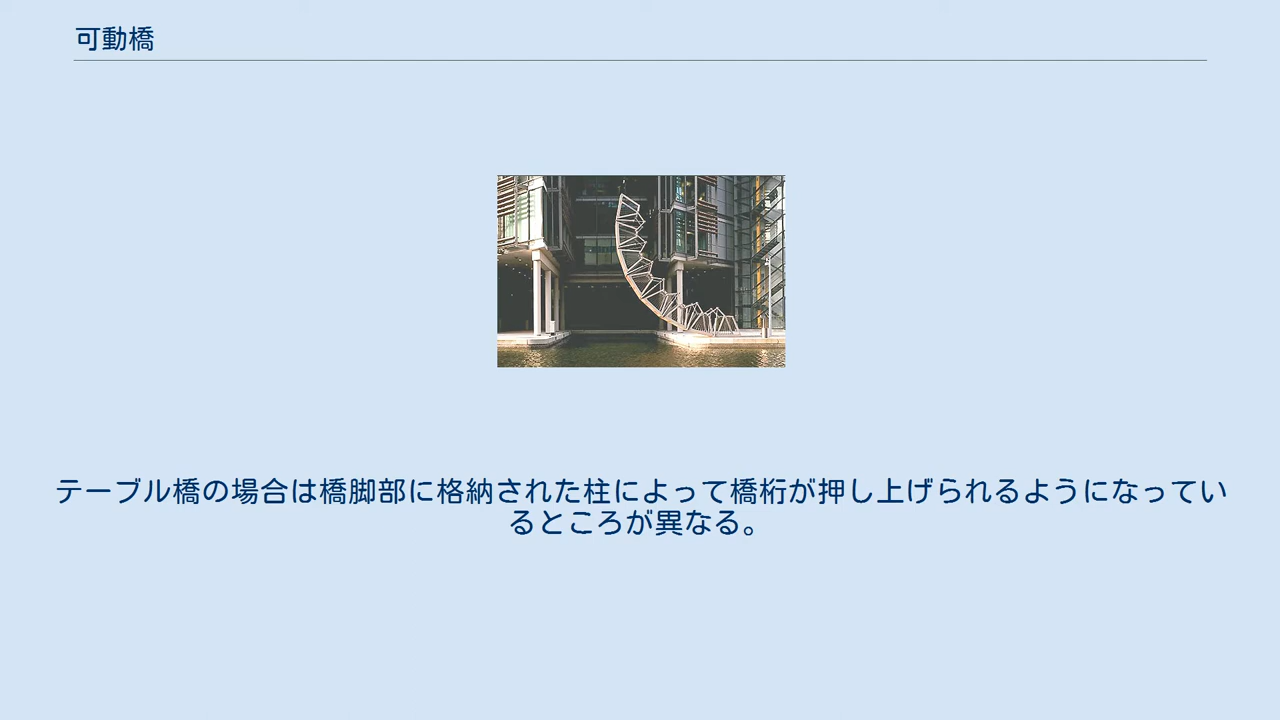 可動橋
テーブル橋の場合は橋脚部に格納された柱によって橋桁が押し上げられるようになってい
るところが異なる。